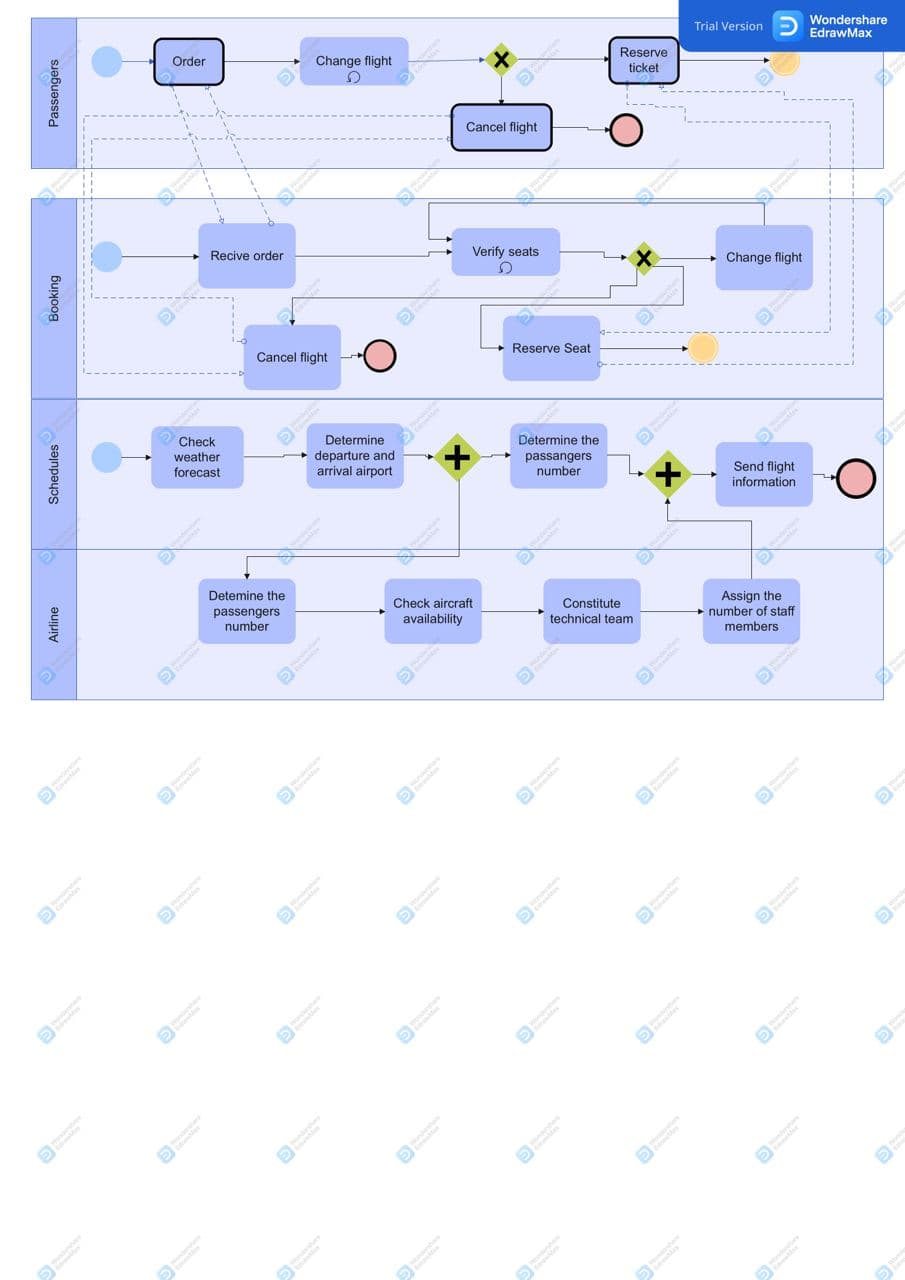 Trial Version
Wondershare
EdrawMax
Passengers
Order
Change flight
Reserve
ticket
Cancel flight
Booking
Recive order
Verify seats
Change flight
Cancel flight
Reserve Seat
Schedules
Check
weather
forecast
Determine
departure and
arrival airport
Determine the
passangers
number
Send flight
information
Airline
Detemine the
passengers
number
Check aircraft
availability
Constitute
technical team
Assign the
number of staff
members